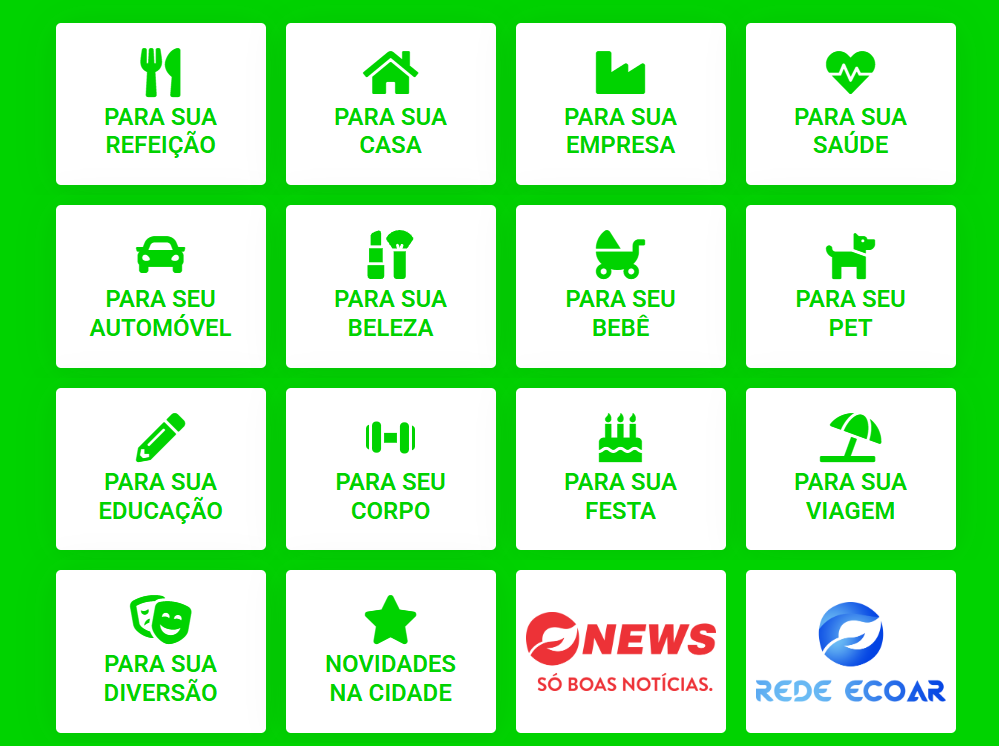 PARA SUA
REFEIÇÃO
PARA SUA
CASA
PARA SUA
EMPRESA
PARA SUA
SAÚDE
PARA SEU
AUTOMÓVEL
PARA SUA
BELEZA
PARA SEU
BEBÊ
PARA SEU
PET
PARA SUA
EDUCAÇÃO
PARA SEU
CORPO
PARA SUA
FESTA
PARA SUA
VIAGEM
PARA SUA
DIVERSÃO
NOVIDADES
NA CIDADE
NEWS
SÓ BOAS NOTÍCIAS.
REDE ECOAR